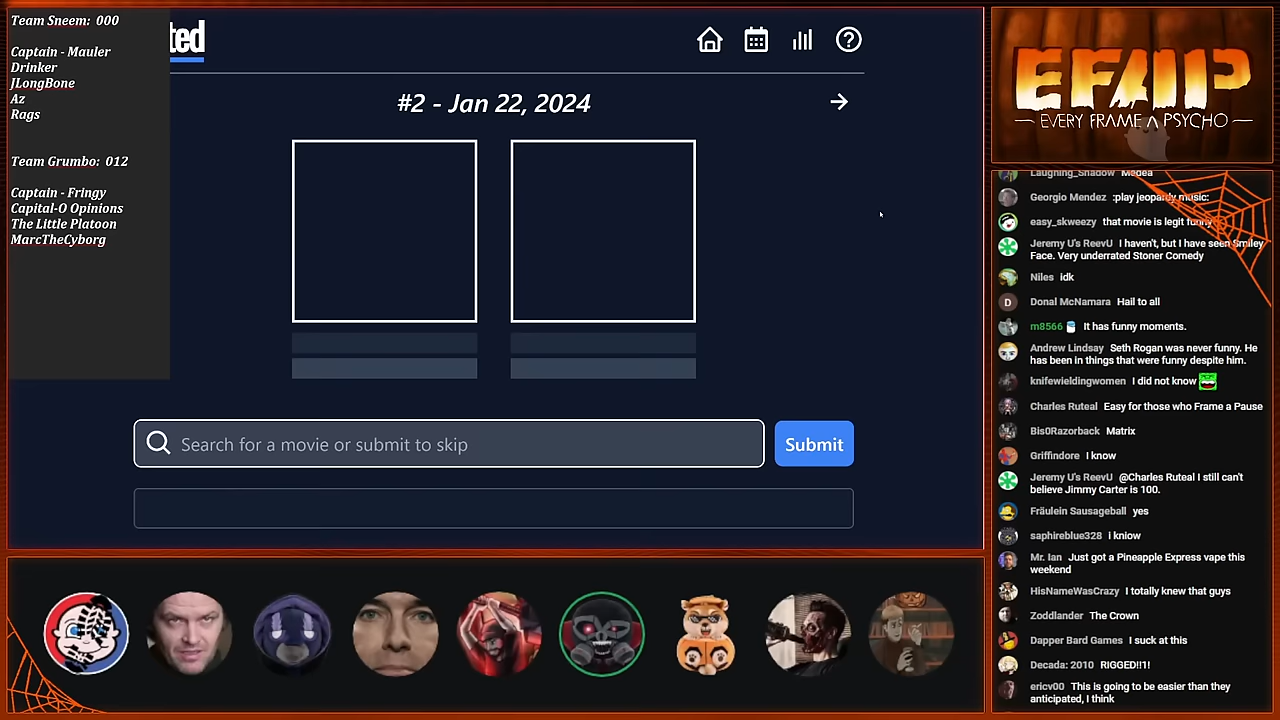 Team Sneem: 000
Captain - Mauler
Drinker
JLongBone
Az
Rags
Team Grumbo: 012
Captain - Fringy
Capital-O Opinions
The Little Platoon
MarcTheCyborg
ted
#2 - Jan 22, 2024
Search for a movie or submit to skip
Submit
EFAP
EVERY FRAME A PSYCHO
Laughing_Shadow Medea
Georgio Mendez :play jeopardy music:
easy_skweezy that movie is legit funny
Jeremy U's ReevU I haven't, but I have seen Smiley
Face. Very underrated Stoner Comedy
Niles idk
D
Donal McNamara Hail to all
m8566 It has funny moments.
Andrew Lindsay Seth Rogan was never funny. He
has been in things that were funny despite him.
knifewieldingwomen I did not know
Charles Ruteal Easy for those who Frame a Pause
Bis0Razorback Matrix
Griffindore I know
Jeremy U's ReevU @Charles Ruteal I still can't
believe Jimmy Carter is 100.
Fräulein Sausageball yes
saphireblue328 i kniow
Mr. Ian Just got a Pineapple Express vape this
weekend
HisNameWasCrazy I totally knew that guys
Zoddlander The Crown
Dapper Bard Games I suck at this
Decada: 2010 RIGGED!!1!
ericv00 This is going to be easier than they
anticipated, I think